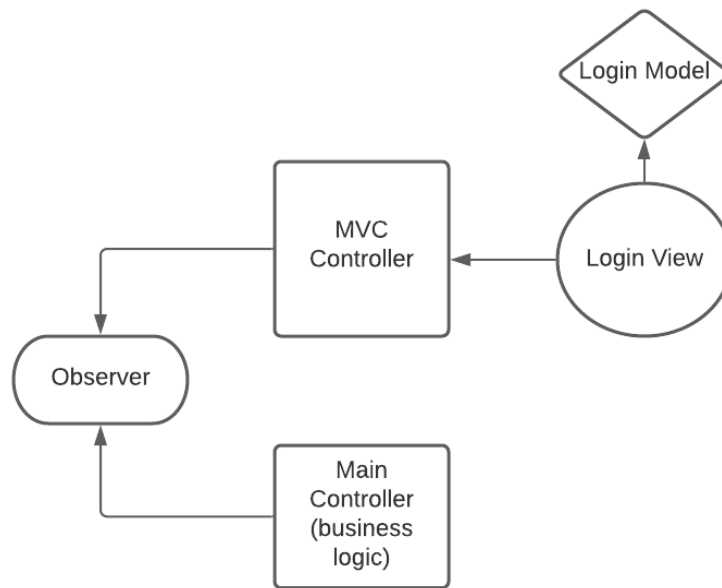 Login Model
MVC
Controller
Login View
Observer
Main
Controller
(business
logic)